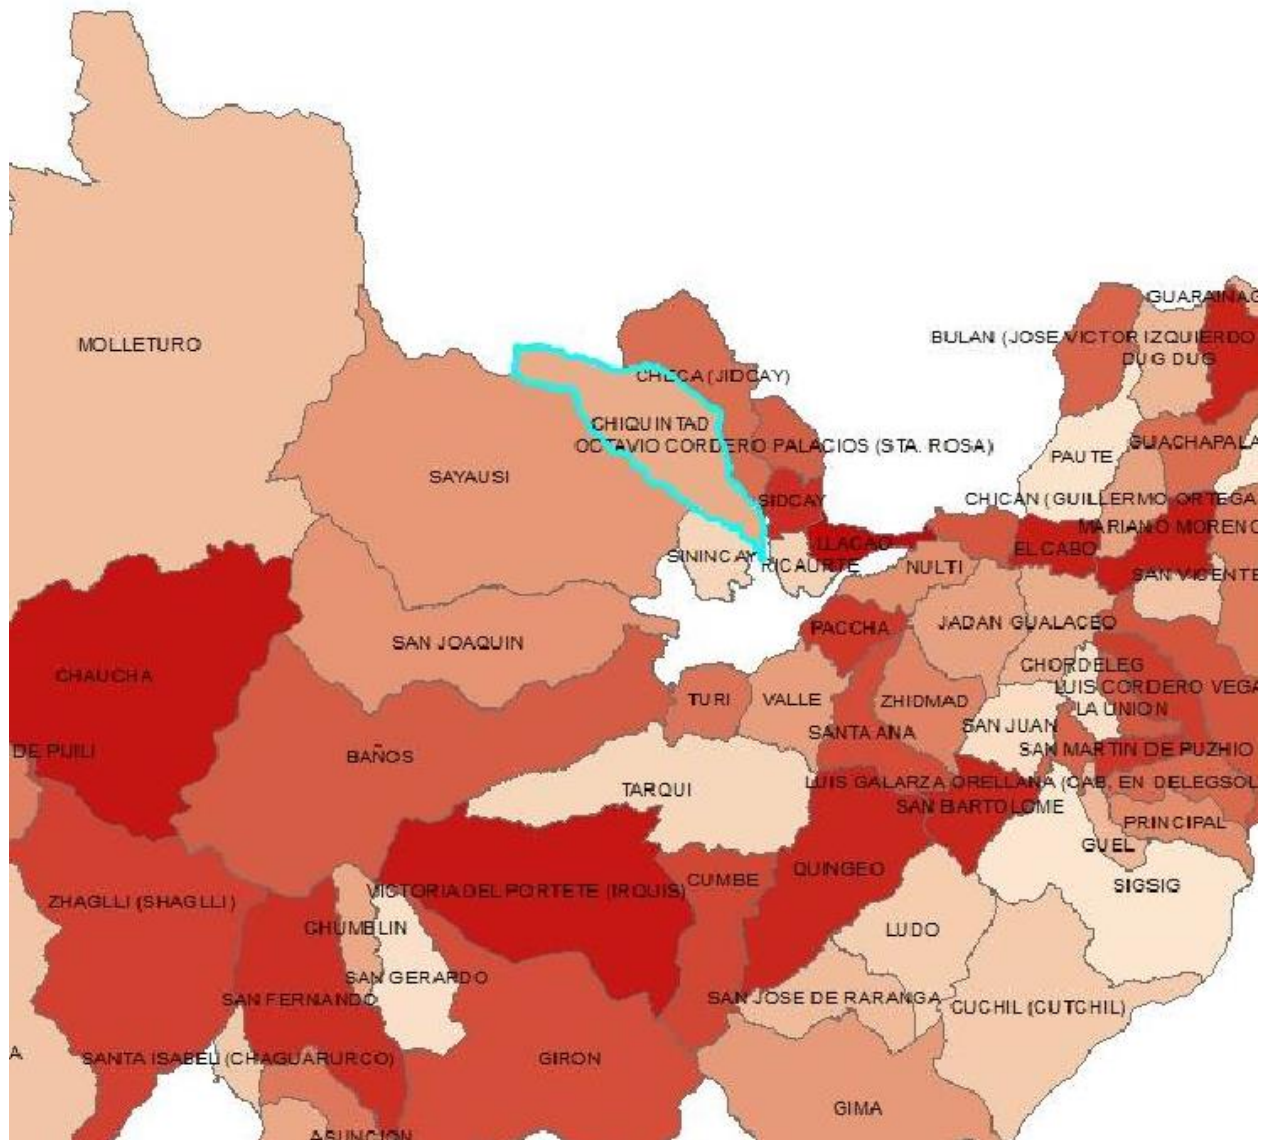 GUARAINAG
BULAN (JOSE VICTOR IZQUIERDO
MOLLETURO
DUG DUG
CHECA (JIDCAY)
CHIQUINTAD
OCTAVIO CORDERO PALACIOS (STA. ROSA)
GUACHAPALA
PAUTE
SAYAUSI
SIDCAY
CHICAN (GUILLERMO ORTEGA
MARIANO MORENO
LLACAO
EL CABO
SININCAY
RICAURTE
NULTI
SAN VICENTE
PACCHA
JADAN
GUALACEO
SAN JOAQUIN
CHORDELEG
CHAUCHA
LUIS CORDERO VEGA
TURI
VALLE
ZHIDMAD
LA UNION
SAN JUAN
SANTA ANA
DE PUILI
BAÑOS
SAN MARTIN DE PUZHIO
TARQUI
LUIS GALARZA ORELLANA (CAB. EN DELEGSOL
SAN BARTOLOME
PRINCIPAL
GUEL
QUINGEO
CUMBE
SIGSIG
VICTORIA DEL PORTETE (IRQUIS)
ZHAGLLI (SHAGLLI)
CHUMBLIN
LUDO
SAN GERARDO
SAN FERNANDO
SAN JOSE DE RARANGA
CUCHIL (CUTCHIL)
A
SANTA ISABEL (CHAGUARURCO)
GIRON
GIMA
ASUNCION